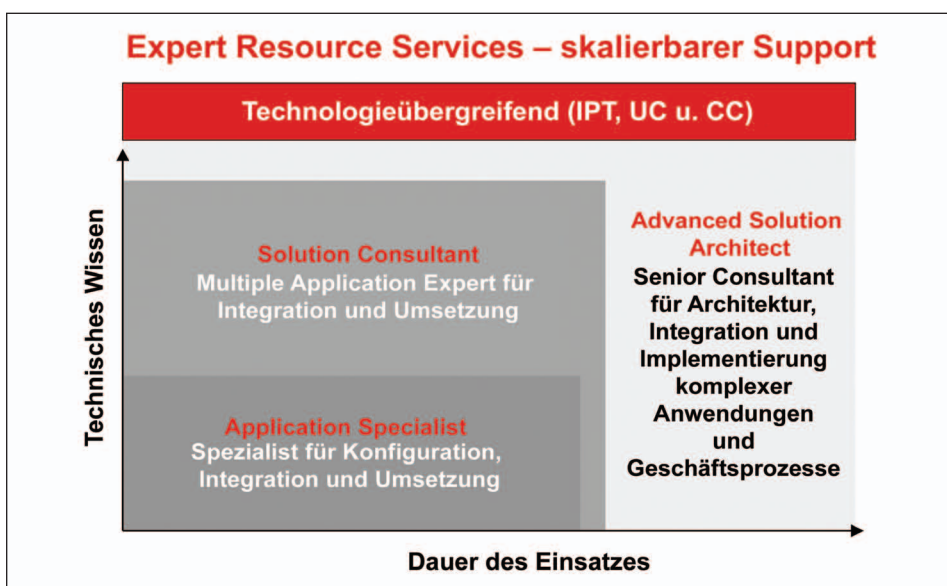 Expert Resource Services – skalierbarer Support
Technologieübergreifend (IPT, UC u. CC)
Technisches Wissen
Solution Consultant
Multiple Application Expert für
Integration und Umsetzung
Application Specialist
Spezialist für Konfiguration,
Integration und Umsetzung
Advanced Solution
Architect
Senior Consultant
für Architektur,
Integration und
Implementierung
komplexer
Anwendungen
und
Geschäftsprozesse
Dauer des Einsatzes